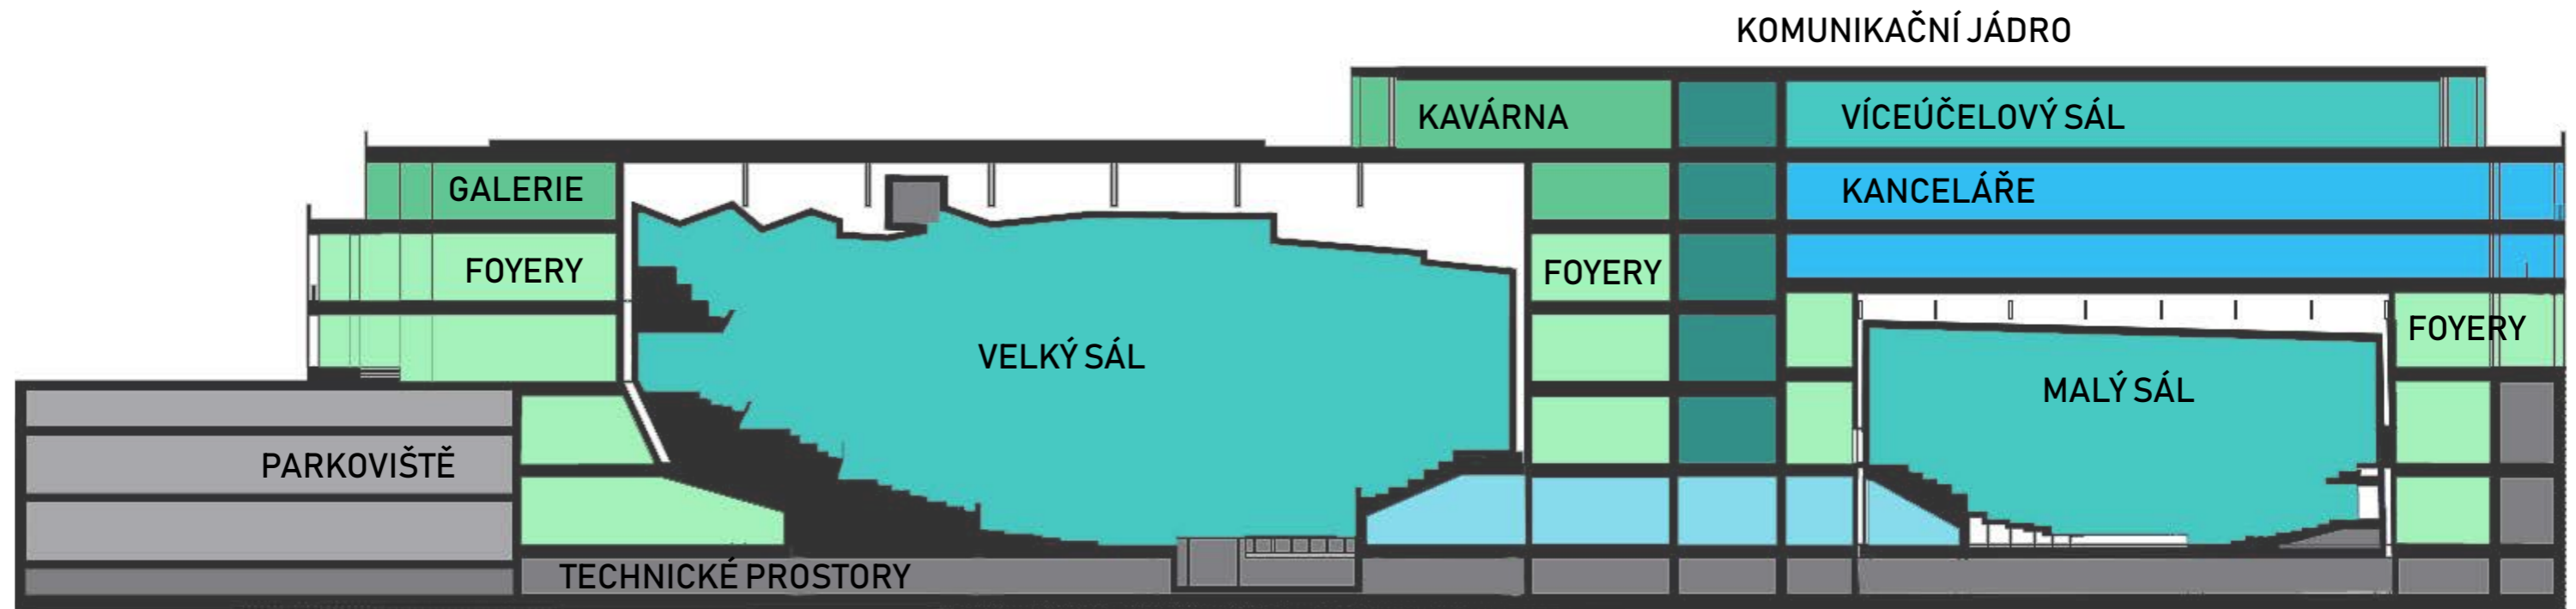 KOMUNIKAČNÍ JÁDRO
KAVÁRNA
VÍCEÚČELOVÝ SÁL
GALERIE
KANCELÁŘE
FOYERY
FOYERY
FOYERY
VELKÝ SÁL
MALÝ SÁL
PARKOVIŠTĚ
TECHNICKÉ PROSTORY